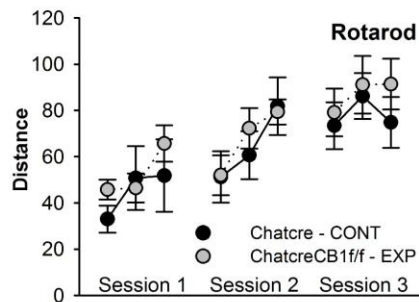 Rotarod
120
100
80
60
40
20
0
Distance
Chatcre - CONT
ChatcreCB1f/f - EXP
Session 1 Session 2 Session 3